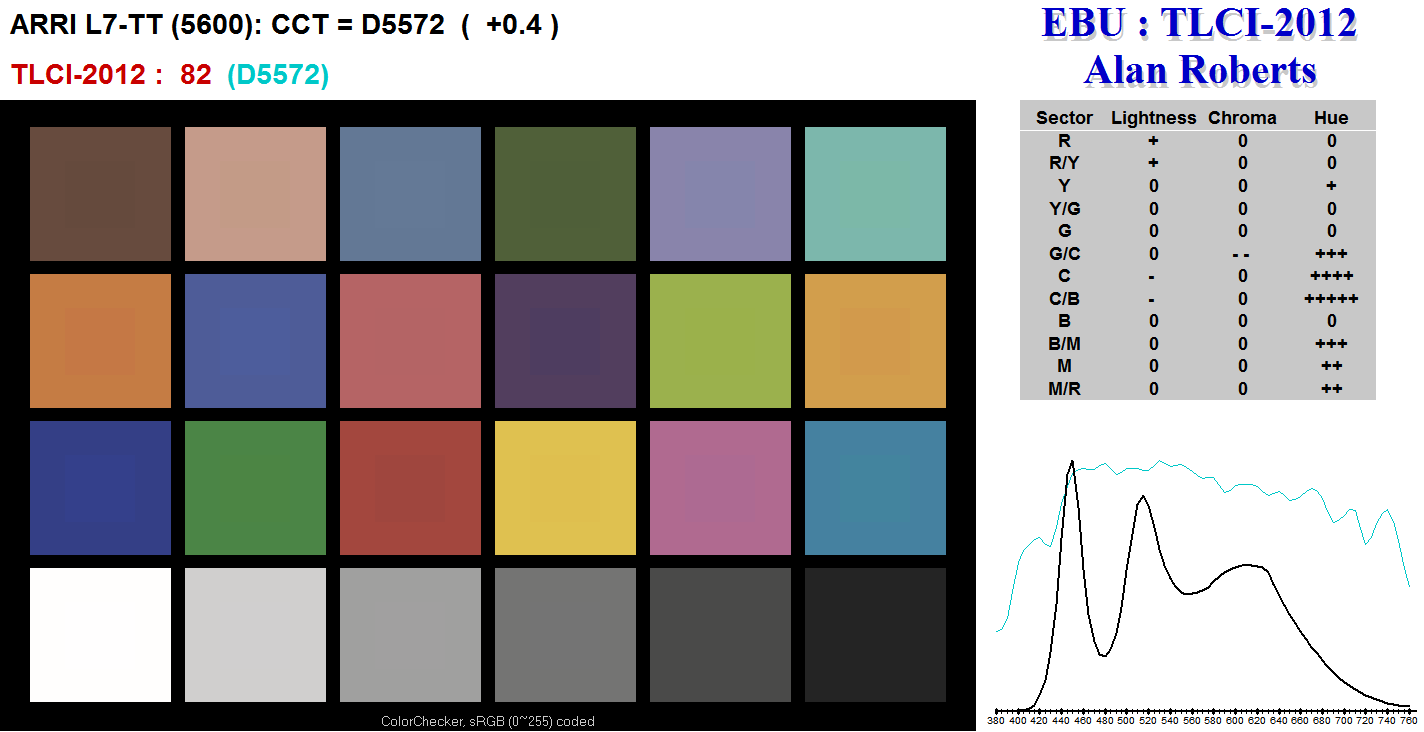 ARRI L7-TT (5600): CCT = D5572 ( +0.4 )
TLCI-2012 : 82 (D5572)
EBU : TLCI-2012
Alan Roberts
Sector Lightness Chroma Hue
R + 0 0
R/Y + 0 0
Y 0 0 +
Y/G 0 0 0
G 0 0 0
G/C 0 - - +++
C - 0 ++++
C/B - 0 +++++
B 0 0 0
B/M 0 0 +++
M 0 0 ++
M/R 0 0 ++
ColorChecker, sRGB (0~255) coded
380 400 420 440 460 480 500 520 540 560 580 600 620 640 660 680 700 720 740 760